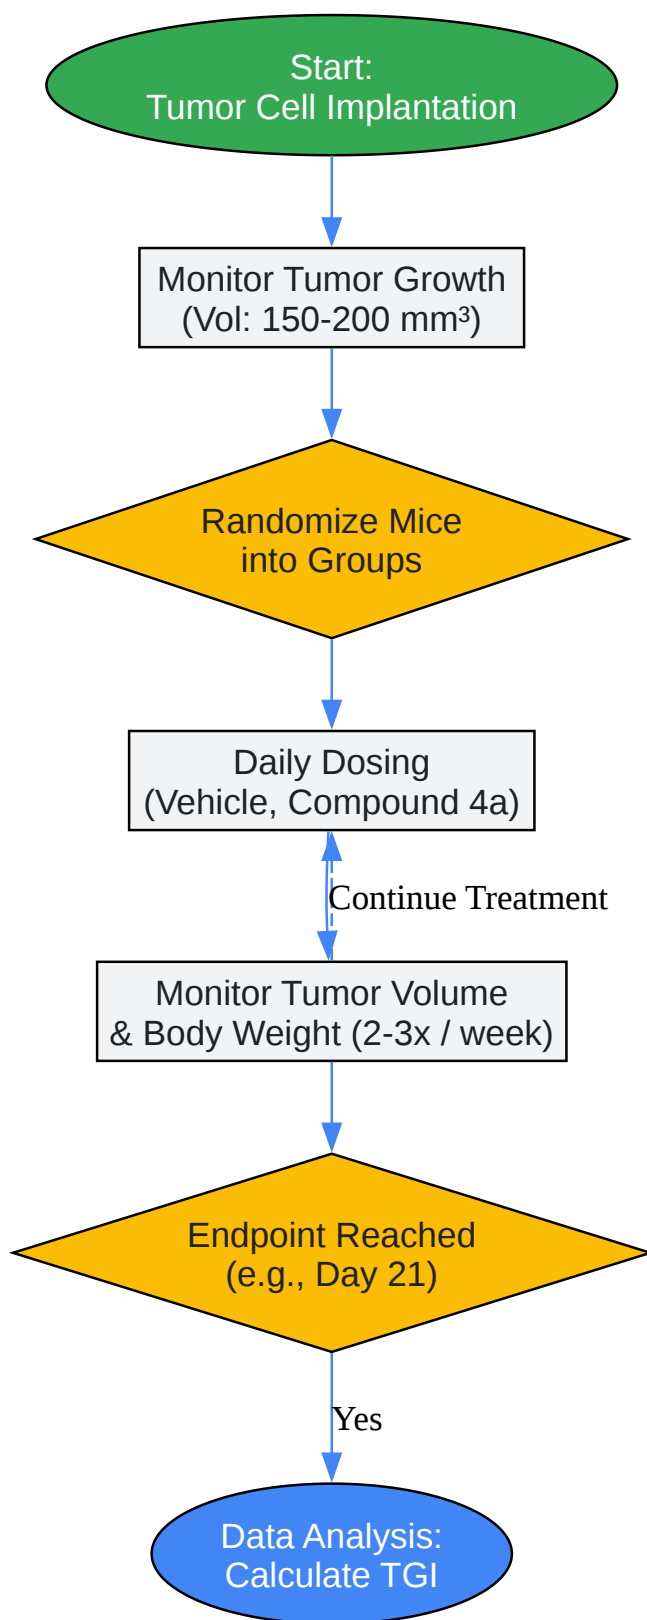 Start:
Tumor Cell Implantation
Monitor Tumor Growth
(Vol: 150-200 mm³)
Randomize Mice
into Groups
Daily Dosing
(Vehicle, Compound 4a)
Continue Treatment
Monitor Tumor Volume
& Body Weight (2-3x / week)
Endpoint Reached
(e.g., Day 21)
Yes
Data Analysis:
Calculate TGI